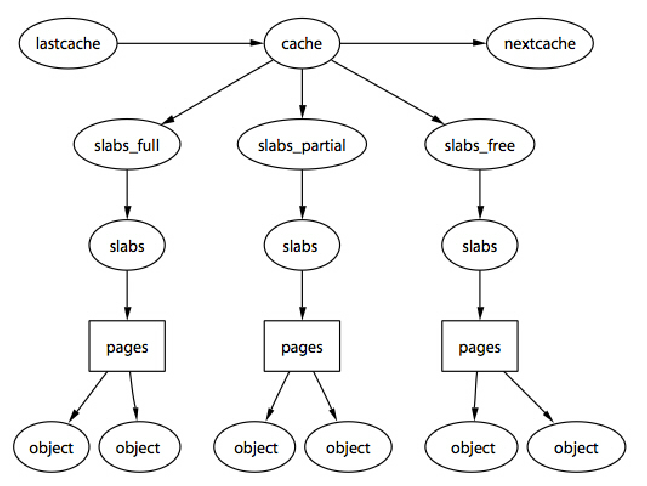 lastcache
cache
nextcache
slabs_full
slabs_partial
slabs_free
slabs
slabs
slabs
pages
pages
pages
object
object
object
object
object
object